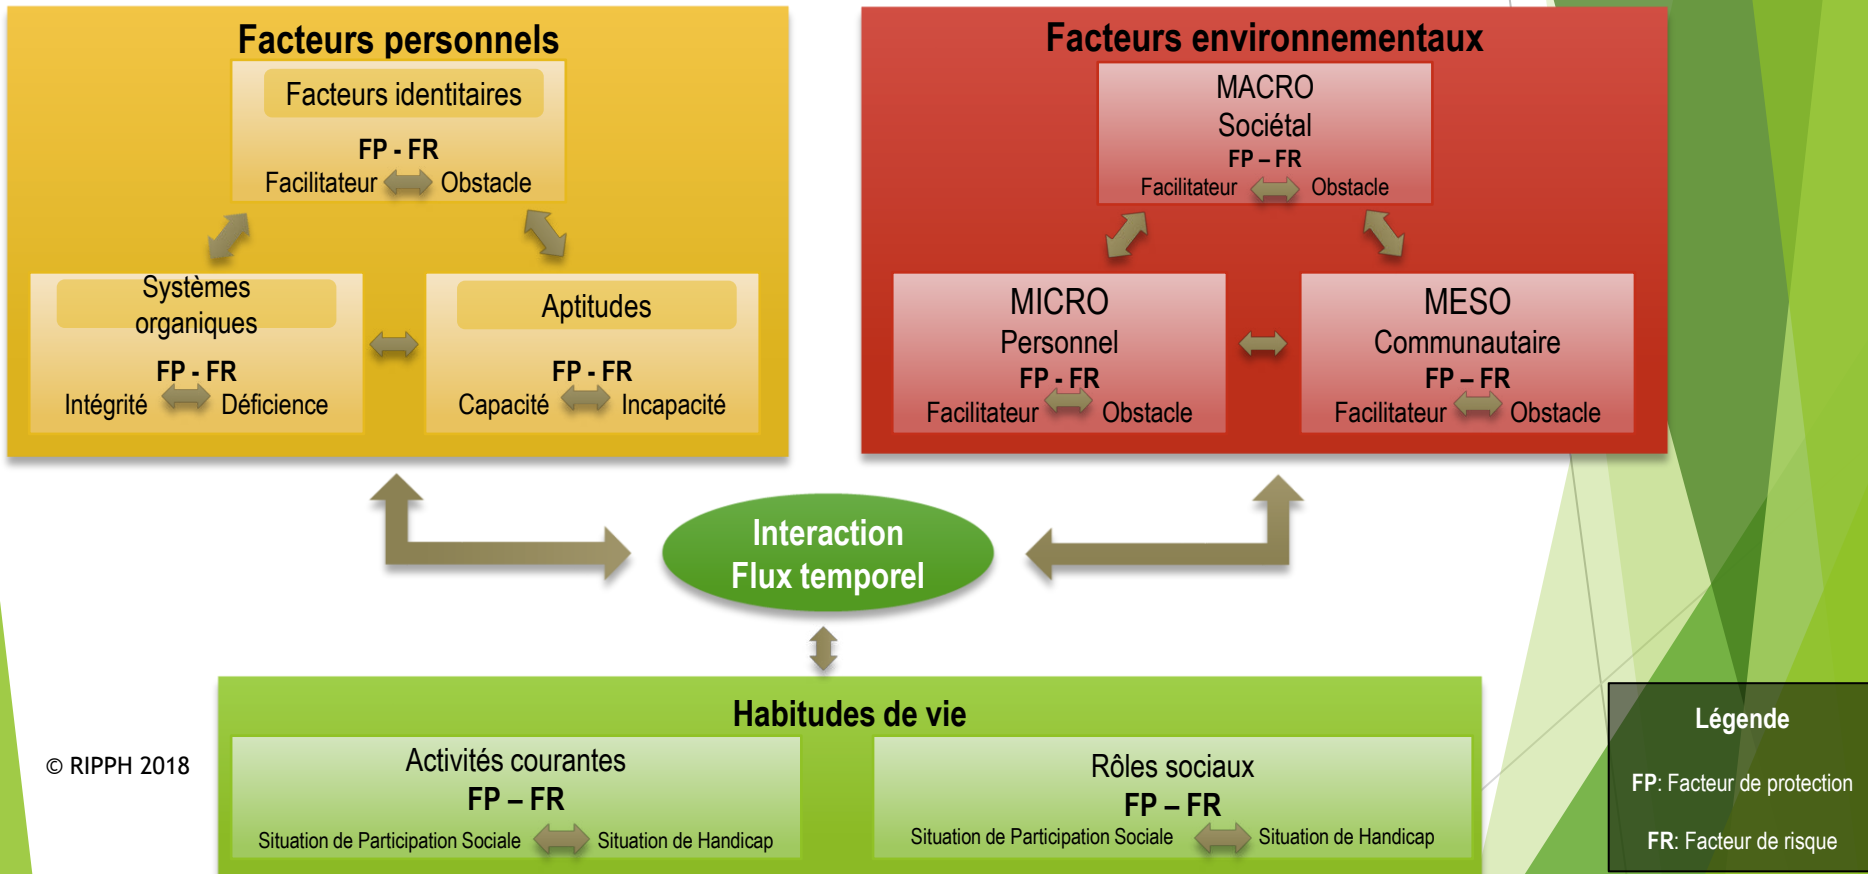 Facteurs personnels
Facteurs identitaires
FP - FR
Facilitateur Obstacle
Systèmes
organiques
FP - FR
Intégrité Déficience
Aptitudes
FP - FR
Capacité Incapacité
Facteurs environnementaux
MACRO
Sociétal
FP – FR
Facilitateur Obstacle
MICRO
Personnel
FP - FR
Facilitateur Obstacle
MESO
Communautaire
FP – FR
Facilitateur Obstacle
Interaction
Flux temporel
Habitudes de vie
Activités courantes
FP – FR
Situation de Participation Sociale Situation de Handicap
Rôles sociaux
FP – FR
Situation de Participation Sociale Situation de Handicap
© RIPPH 2018
Légende
FP: Facteur de protection
FR: Facteur de risque